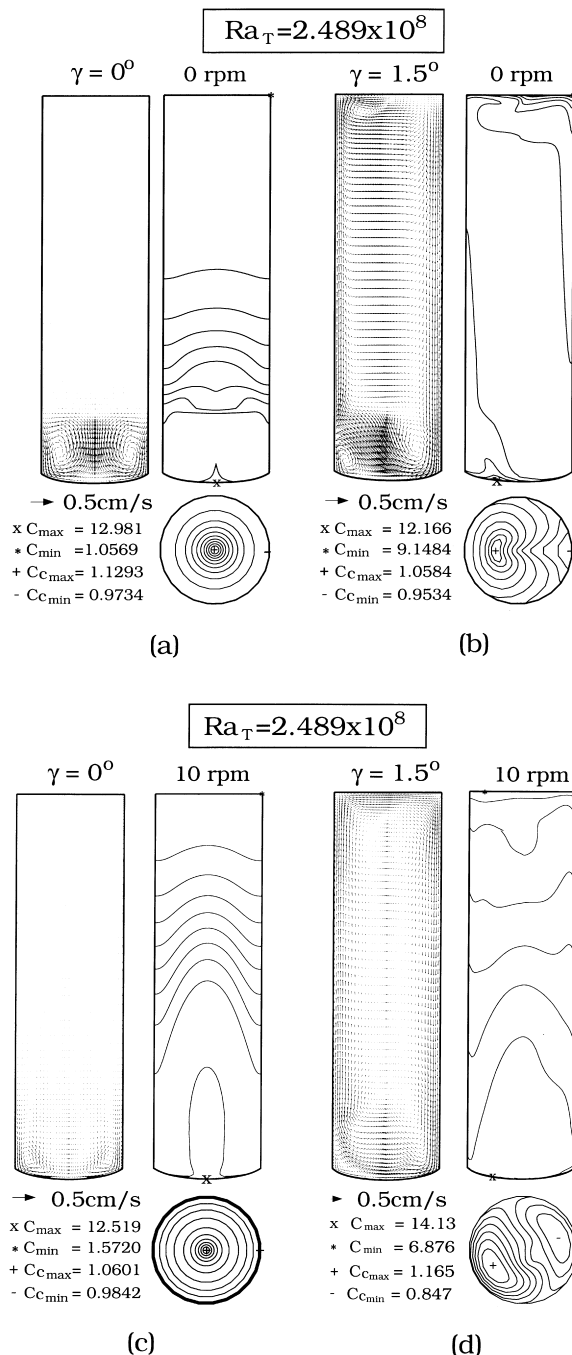 (a)
Ra_T=2.489x10^8
(b)
γ = 0° 0 rpm
γ = 1.5° 0 rpm
*
x
→ 0.5cm/s
x C_max = 12.981
* C_min =1.0569
+ Cc_max= 1.1293
- Cc_min = 0.9734
+ -
(a)
x
→ 0.5cm/s
x C_max = 12.166
* C_min = 9.1484
+ Cc_max = 1.0584
- Cc_min = 0.9534
+ -
(b)
Ra_T=2.489x10^8
γ = 0° 10 rpm
*
γ = 1.5° 10 rpm
*
x
→ 0.5cm/s
x C_max = 12.519
* C_min = 1.5720
+ Cc_max= 1.0601
- Cc_min = 0.9842
+ -
(c)
x
► 0.5cm/s
x C_max = 14.13
* C_min = 6.876
+ Cc_max = 1.165
- Cc_min = 0.847
+ -
(d)